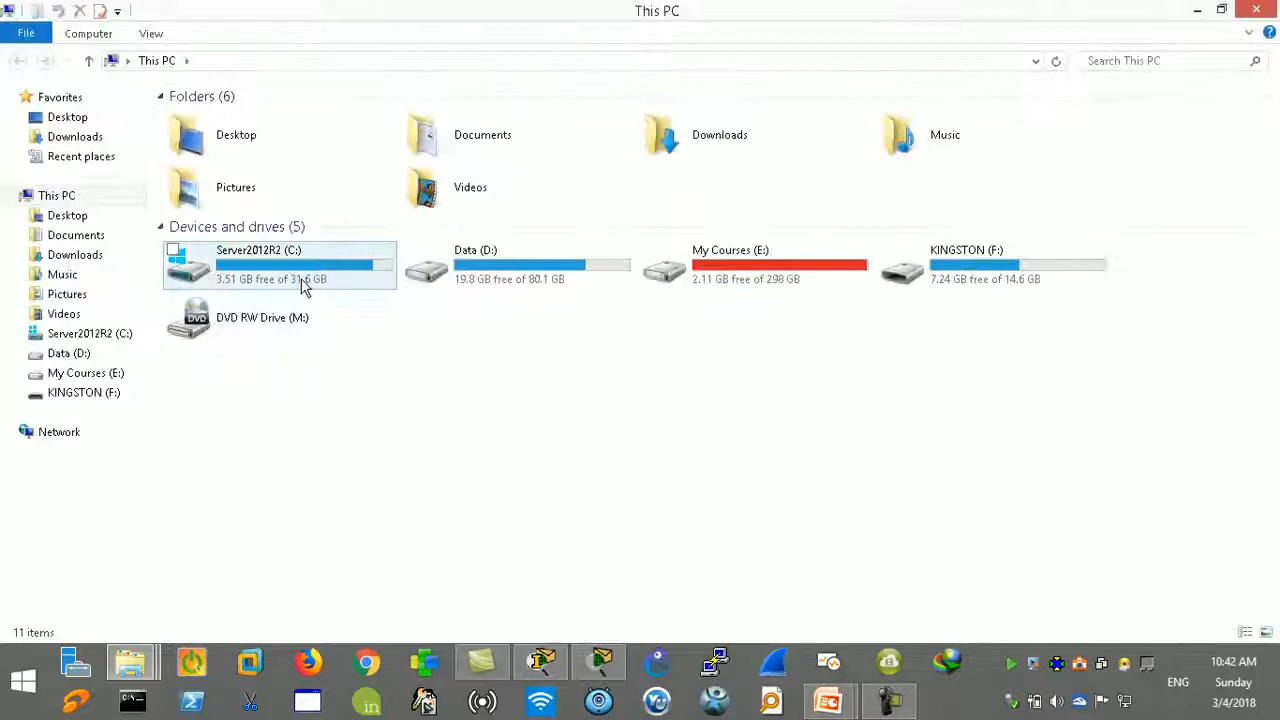 This PC
File Computer View
This PC Search This PC
Favorites
Desktop
Downloads
Recent places
This PC
Desktop
Documents
Downloads
Music
Pictures
Videos
Server2012R2 (C:)
Data (D:)
My Courses (E:)
KINGSTON (F:)
Network
Folders (6)
Desktop Documents Downloads Music
Pictures Videos
Devices and drives (5)
Server2012R2 (C:) Data (D:) My Courses (E:) KINGSTON (F:)
3.51 GB free of 31.6 GB 19.8 GB free of 80.1 GB 2.11 GB free of 298 GB 7.24 GB free of 14.6 GB
DVD DVD RW Drive (M:)
11 items
10:42 AM
ENG Sunday
3/4/2018